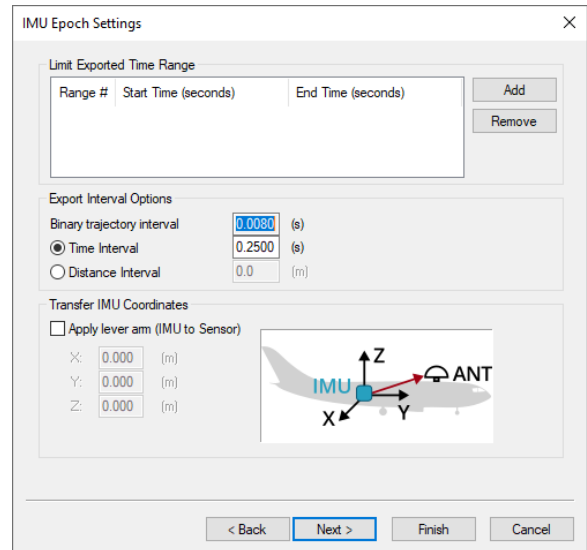 IMU Epoch Settings
Limit Exported Time Range
Range # Start Time (seconds) End Time (seconds)
Add
Remove
Export Interval Options
Binary trajectory interval 0.0080 (s)
Time Interval 0.2500 (s)
Distance Interval 0.0 (m)
Transfer IMU Coordinates
Apply lever arm (IMU to Sensor)
X: 0.000 (m)
Y: 0.000 (m)
Z: 0.000 (m)
Z
ANT
IMU
X Y
< Back Next > Finish Cancel